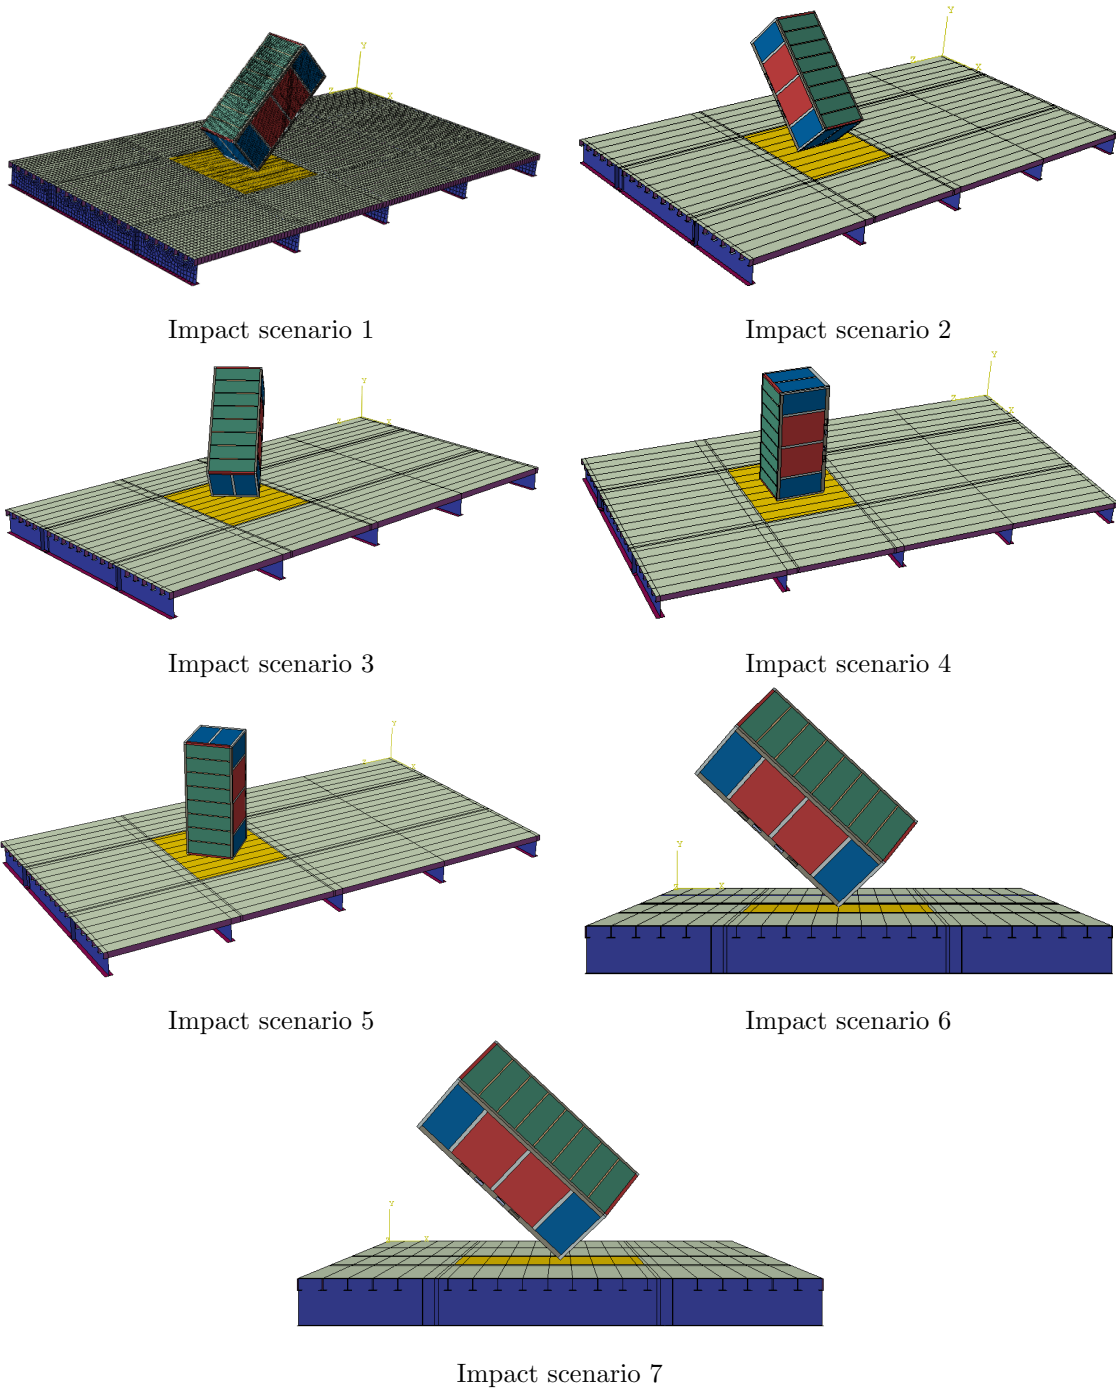 Y
Z
X
Impact scenario 1
Y
Z
X
Impact scenario 2
Y
Z
X
Impact scenario 3
Y
Z
X
Impact scenario 4
Y
Z
X
Impact scenario 5
Y
Impact scenario 6
Y
Impact scenario 7